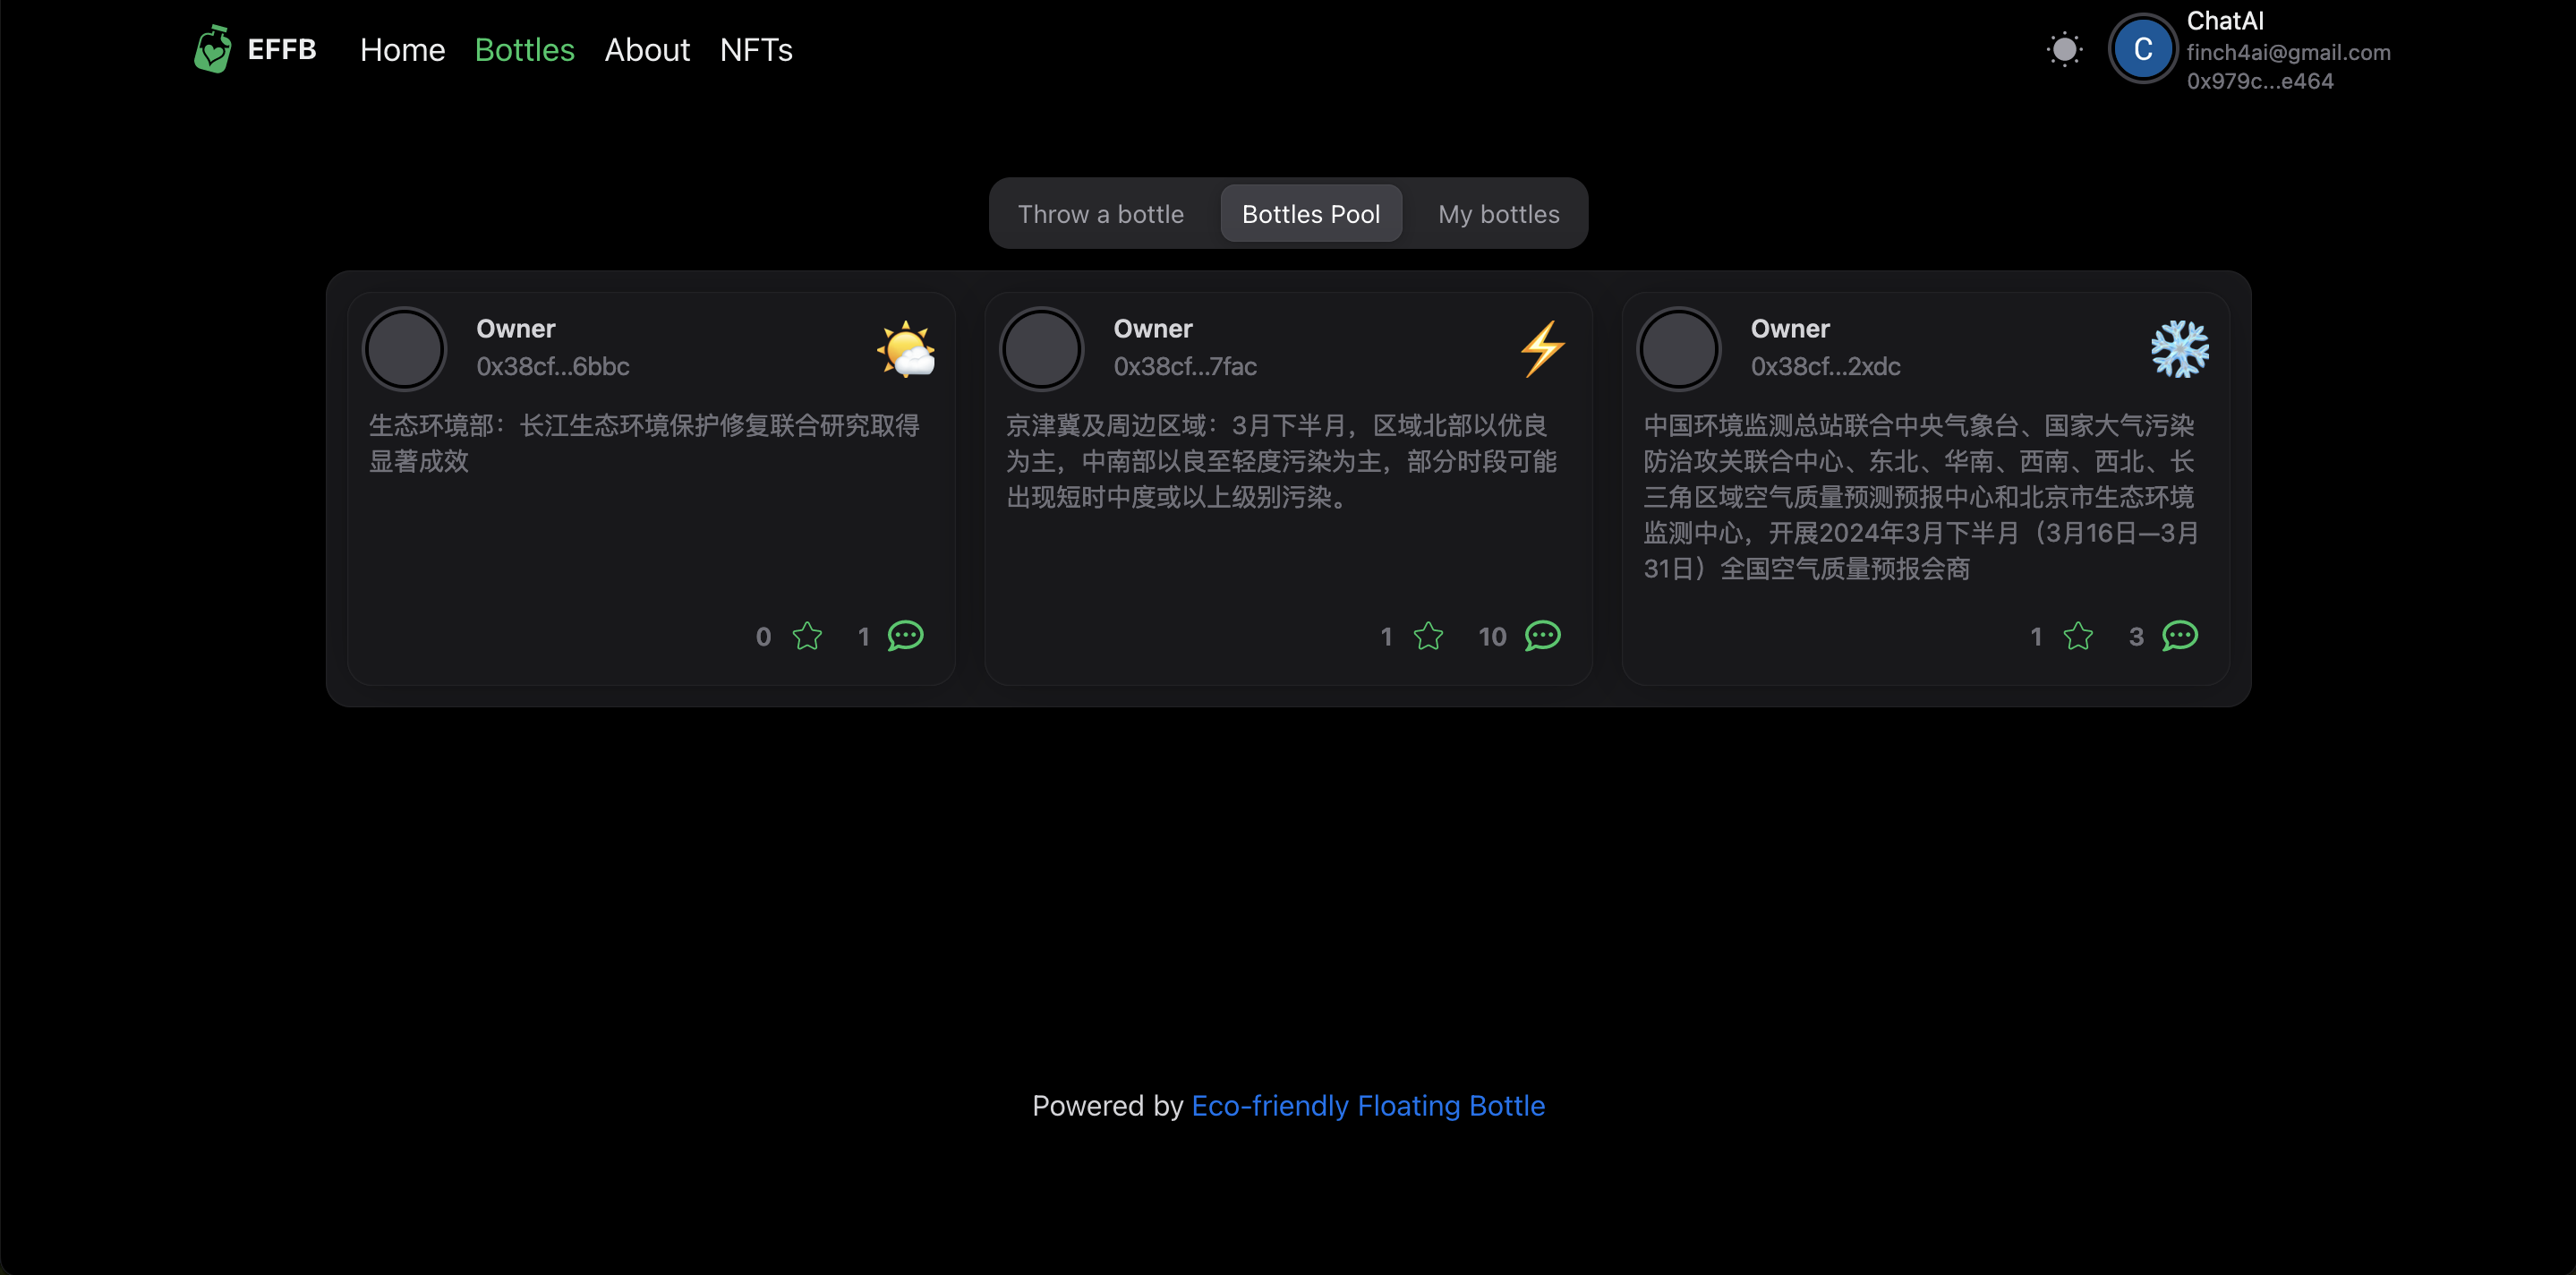 EFFB
Home
Bottles
About
NFTs
ChatAI
finch4ai@gmail.com
0x979c...e464
C
Throw a bottle
Bottles Pool
My bottles
Owner
0x38cf...6bbc
生态环境部：长江生态环境保护修复联合研究取得
显著成效
0
1
Owner
0x38cf...7fac
京津冀及周边区域：3月下半月，区域北部以优良
为主，中南部以良至轻度污染为主，部分时段可能
出现短时中度或以上级别污染。
1
10
Owner
0x38cf...2xdc
中国环境监测总站联合中央气象台、国家大气污染
防治攻关联合中心、东北、华南、西南、西北、长
三角区域空气质量预测预报中心和北京市生态环境
监测中心，开展2024年3月下半月（3月16日—3月
31日）全国空气质量预报会商
1
3
Powered by Eco-friendly Floating Bottle